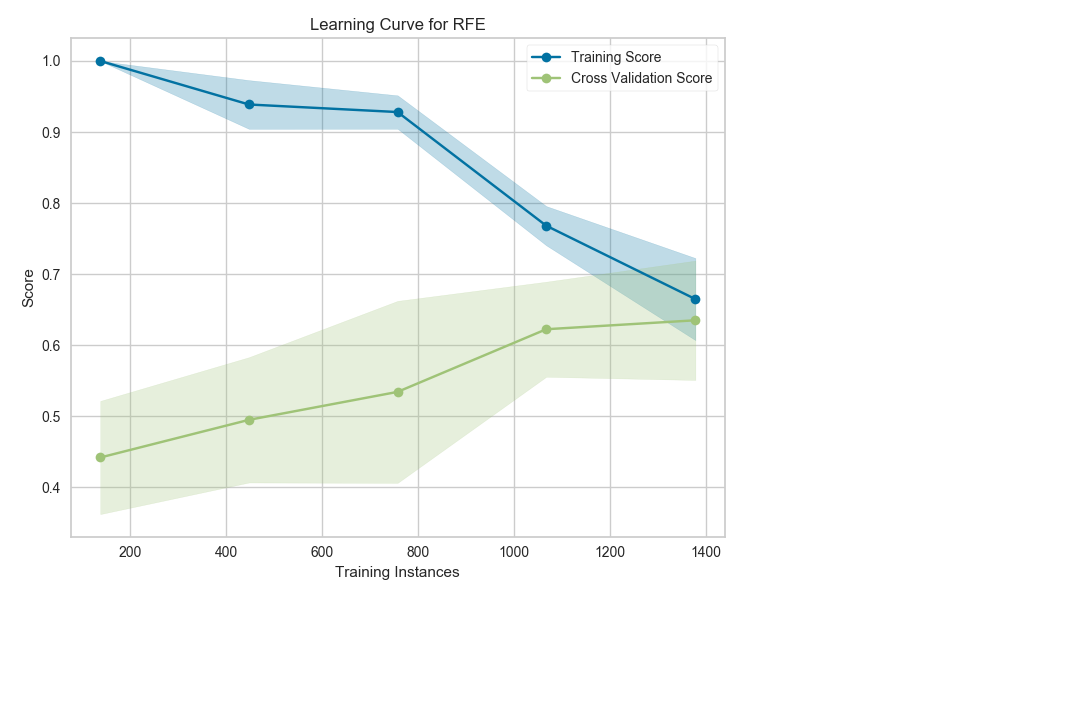 Learning Curve for RFE
Training Score
Cross Validation Score
1.0
0.9
0.8
0.7
0.6
0.5
0.4
Score
200 400 600 800 1000 1200 1400
Training Instances